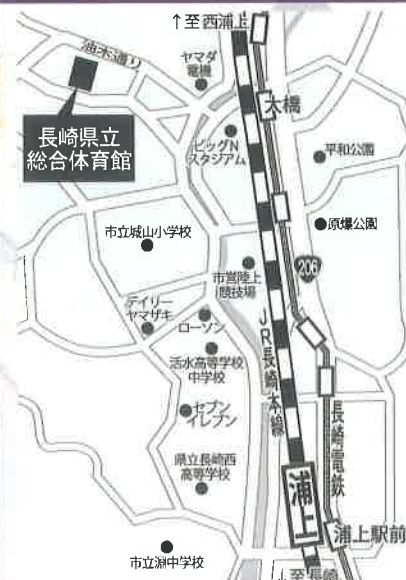 ↑至西浦上
油木通り
ヤマダ
電機
大橋
長崎県立
総合体育館
ビッグN
スタジアム
平和公園
市立城山小学校
原爆公園
206
市営陸上
競技場
デイリー
ヤマザキ
ローソン
JR長崎本線
活水高等学校
中学校
セブン
イレブン
長崎電鉄
県立長崎西
高等学校
浦上
浦上駅前
市立淵中学校
至長崎